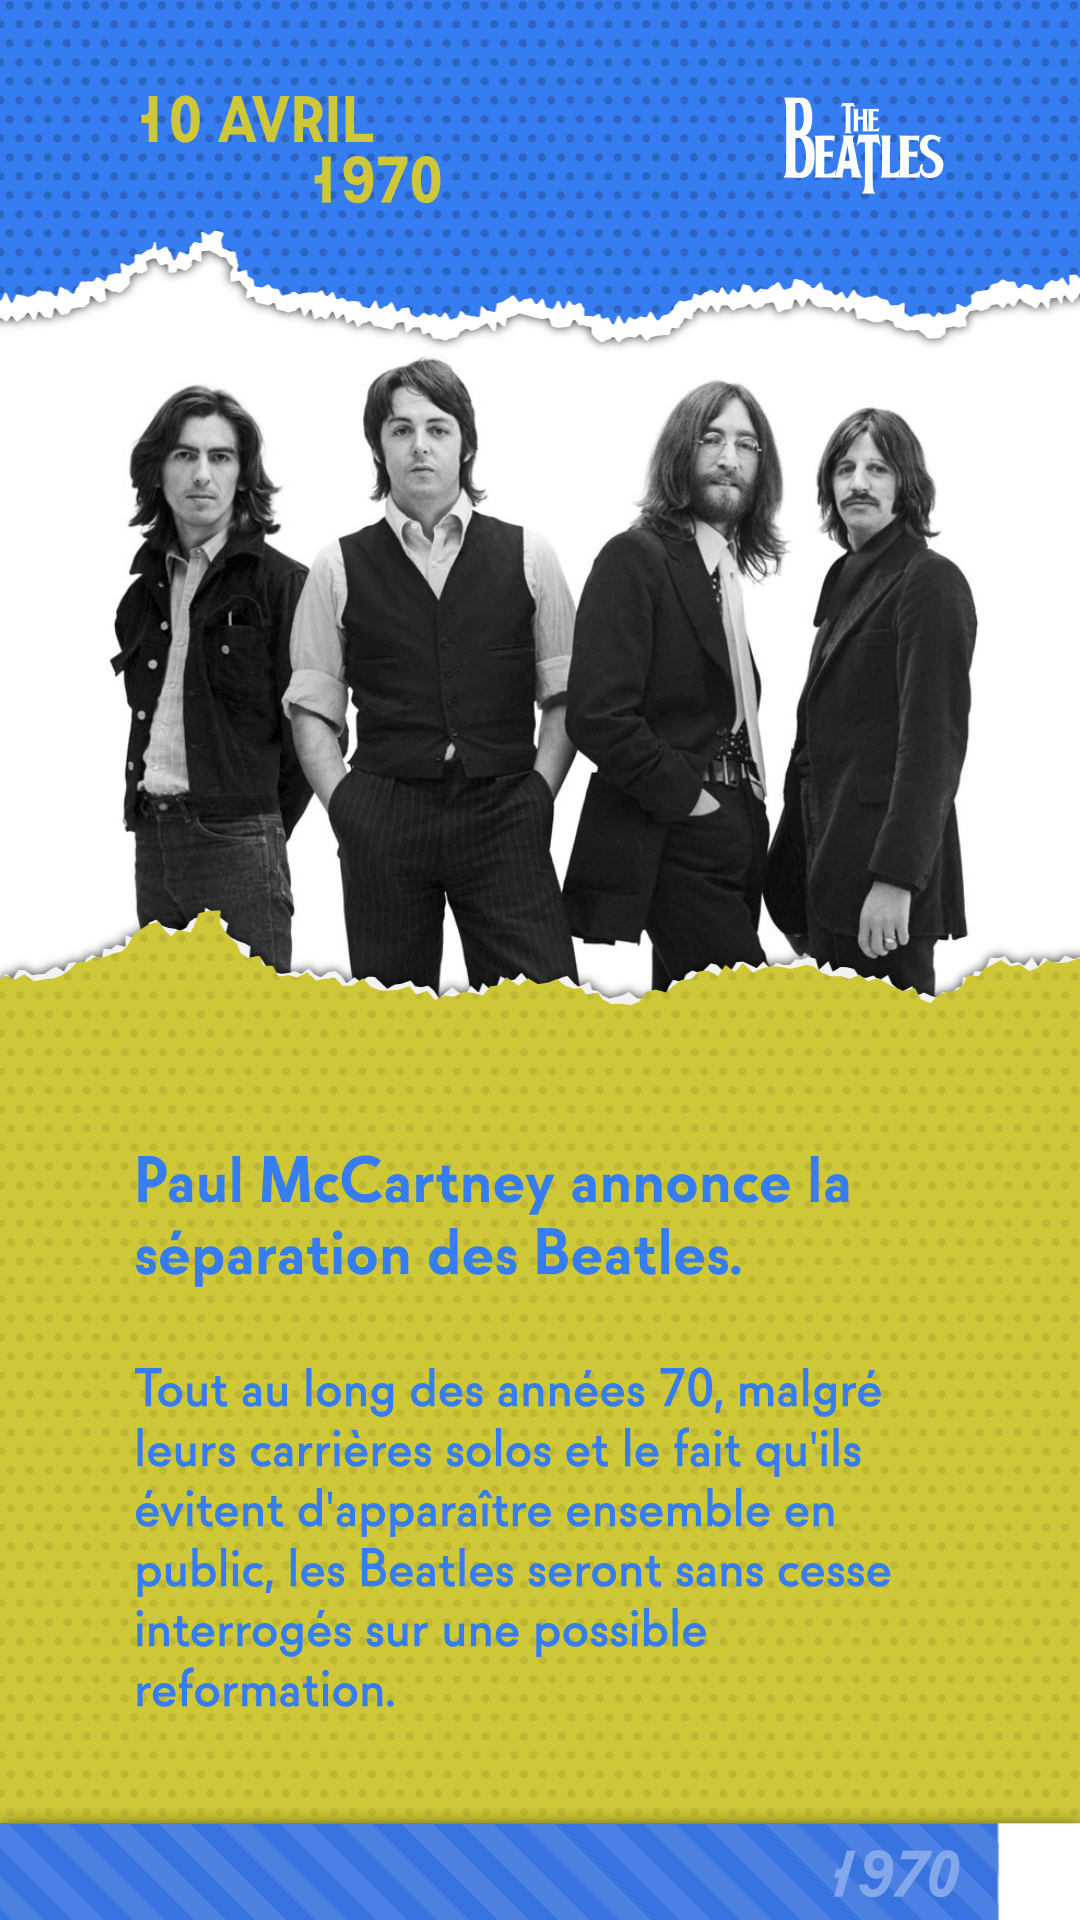 10 AVRIL
1970
THE
BEATLES
Paul McCartney annonce la
séparation des Beatles.
Tout au long des années 70, malgré
leurs carrières solos et le fait qu'ils
évitent d'apparaître ensemble en
public, les Beatles seront sans cesse
interrogés sur une possible
reformation.
1970